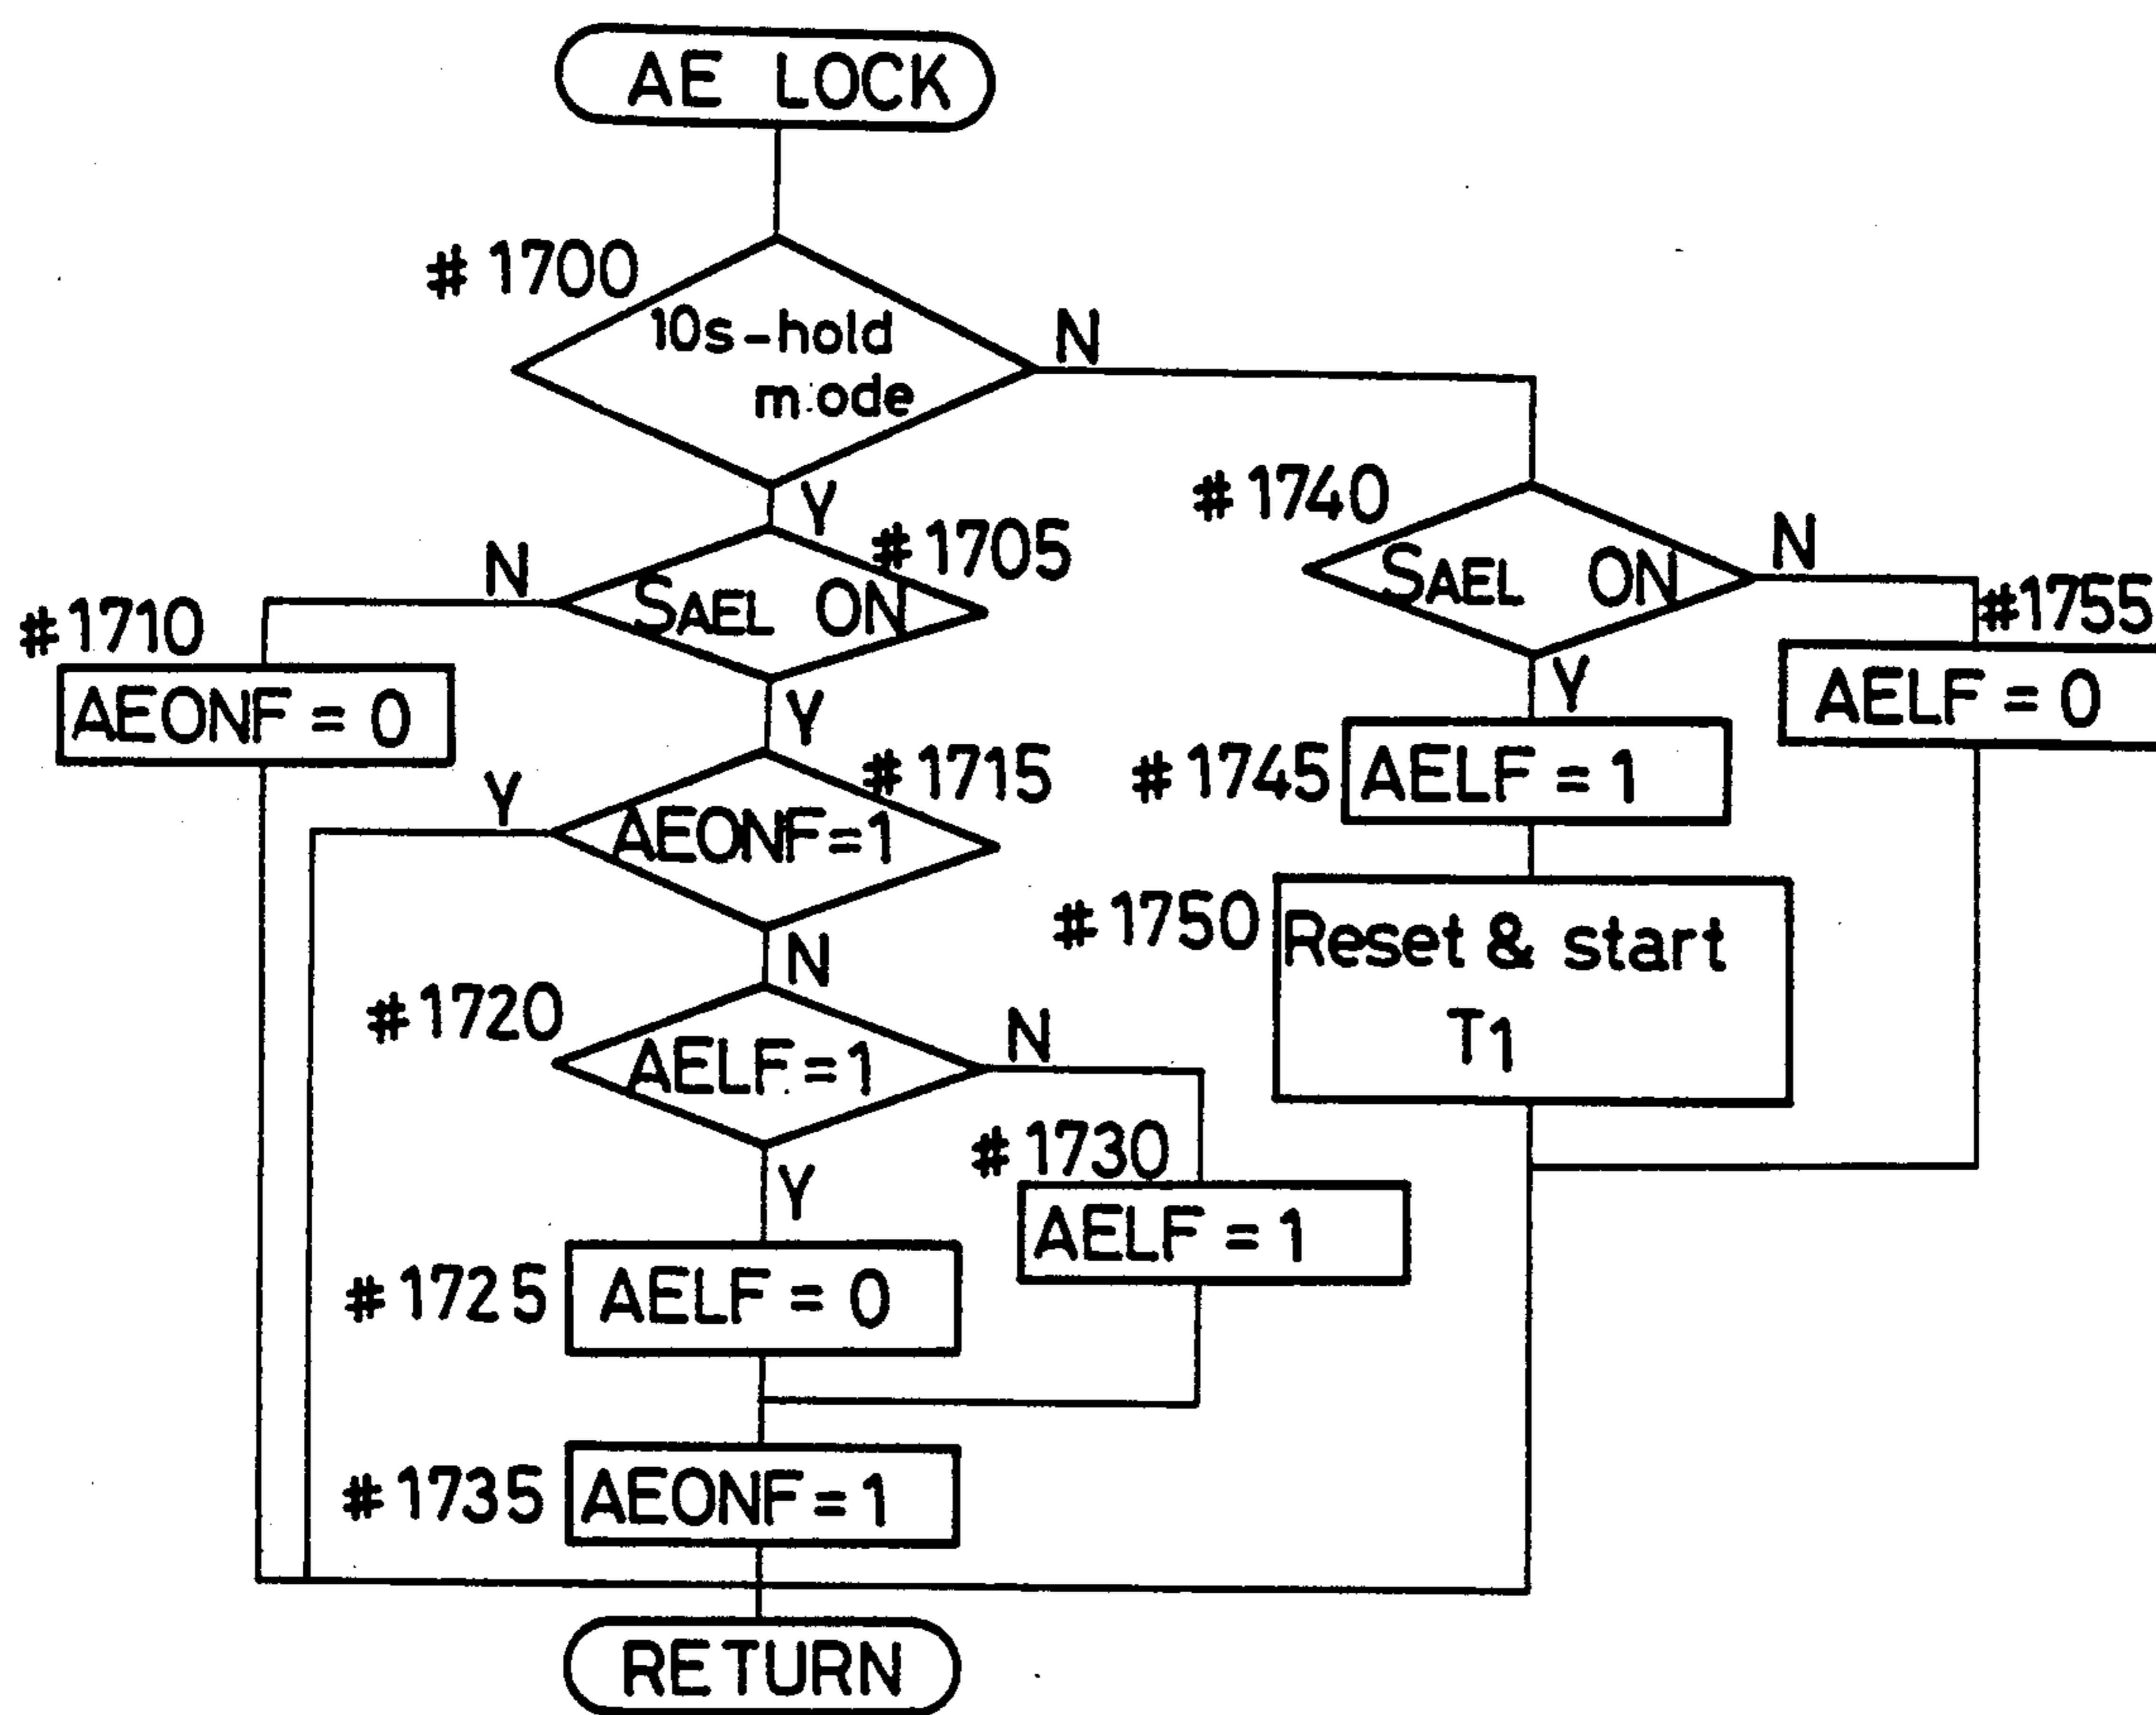 AE LOCK
#1700
10s-hold
mode
N
Y
#1705
SAEL ON
N
#1710
AEONF = 0
Y
#1715
AEONF=1
Y
N
#1720
AELF=1
N
Y
#1730
AELF = 1
#1725
AELF = 0
#1735
AEONF=1
#1740
SAEL ON
N
#1755
AELF = 0
Y
#1745
AELF = 1
#1750
Reset & start
T1
RETURN